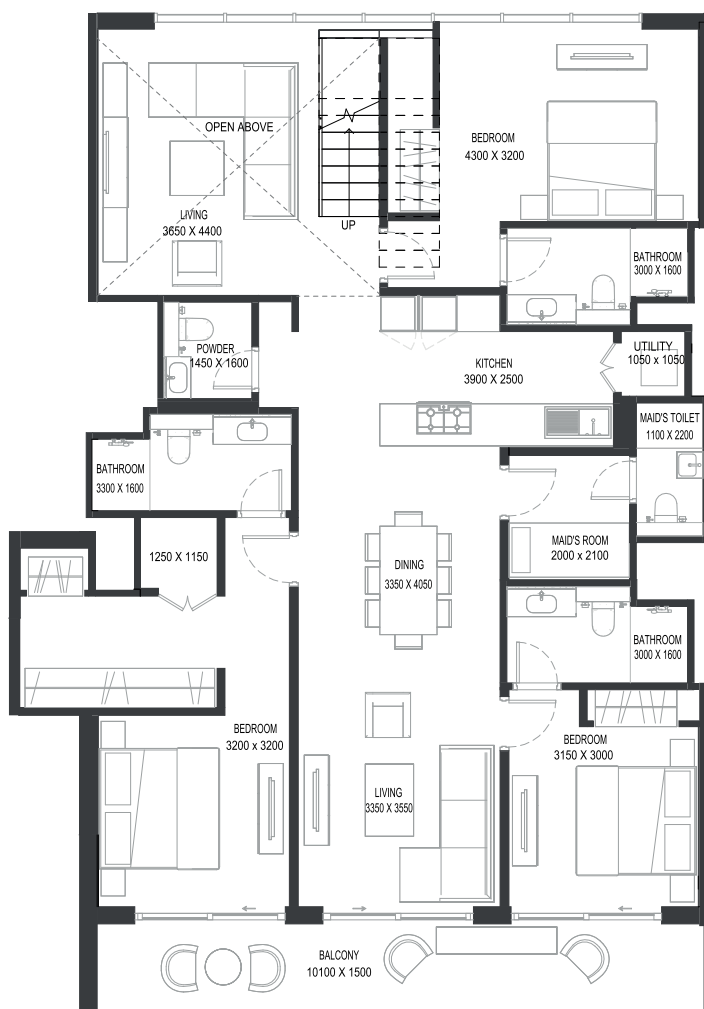 OPEN ABOVE
BEDROOM
4300 X 3200
LIVING
3650 X 4400
UP
BATHROOM
3000 X 1600
POWDER
1450 X 1600
KITCHEN
3900 X 2500
UTILITY
1050 x 1050
MAID'S TOILET
1100 X 2200
BATHROOM
3300 X 1600
1250 X 1150
DINING
3350 X 4050
MAID'S ROOM
2000 x 2100
BATHROOM
3000 X 1600
BEDROOM
3200 x 3200
BEDROOM
3150 X 3000
LIVING
3350 X 3550
BALCONY
10100 X 1500